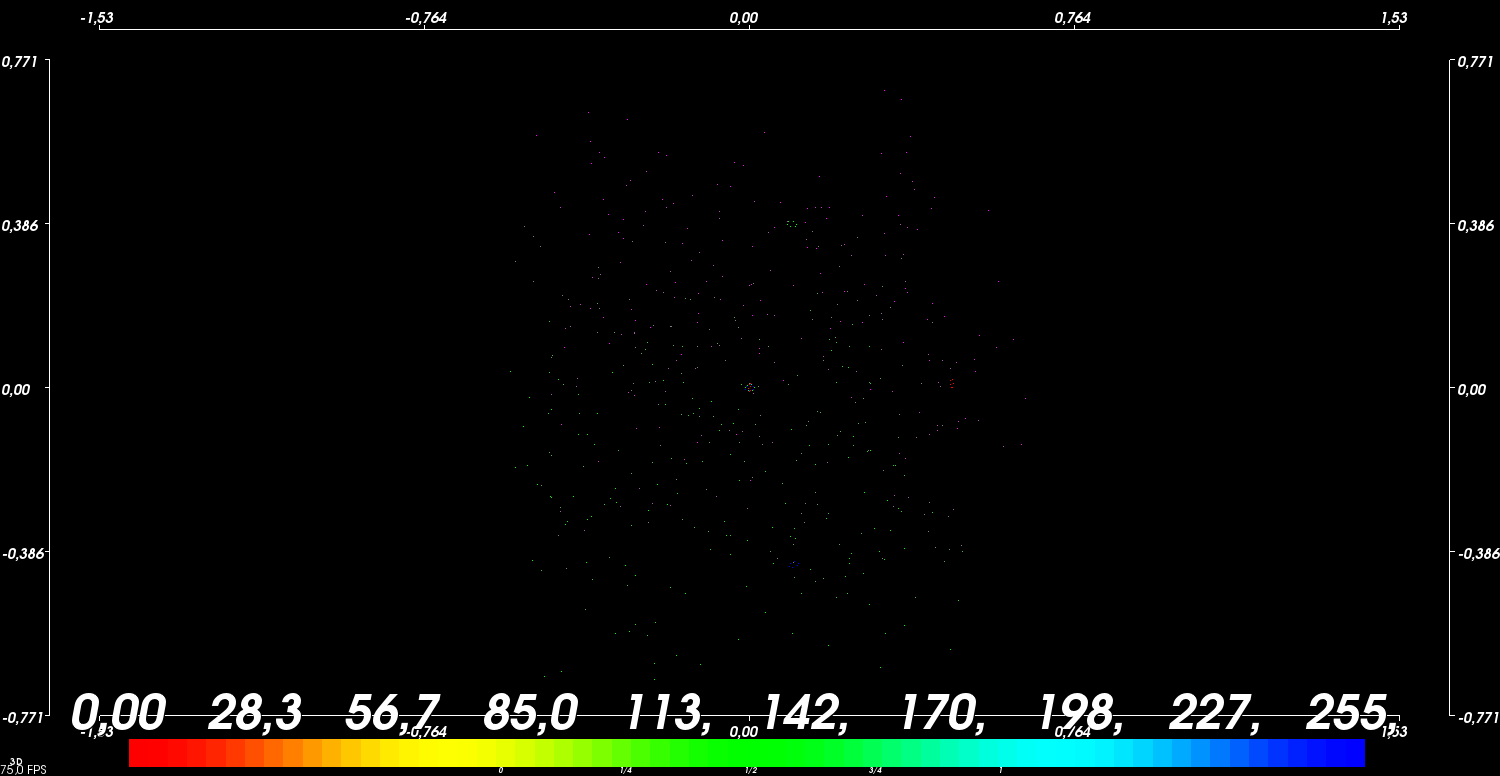 -1,53 -0,764 0,00 0,764 1,53
0,771 0,771
0,386 0,386
0,00 0,00
-0,386 -0,386
-0,771 -0,771
0,00 28,3 56,7 85,0 113, 142, 170, 198, 227, 255,
-1,53 -0,764 0,00 0,764 1,53
3D
75,0 FPS
0 1/4 1/2 3/4 1